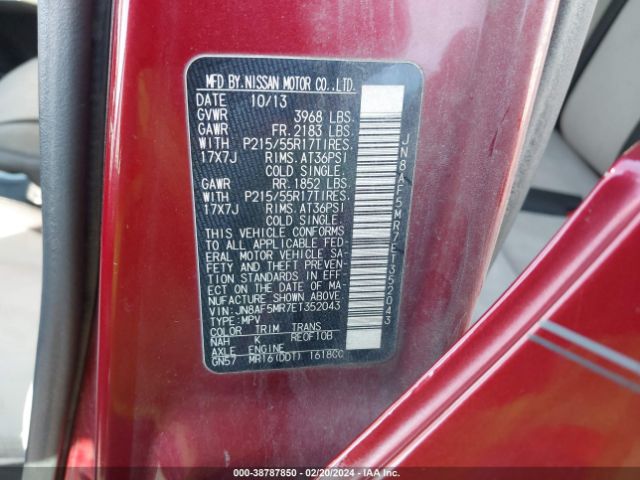 MFD BY.NISSAN MOTOR CO.,LTD.
DATE 10/13
GVWR 3968 LBS.
GAWR FR. 2183 LBS.
WITH P215/55R17TIRES.
17X7J RIMS. AT36PSI
COLD SINGLE.
GAWR RR. 1852 LBS.
WITH P215/55R17TIRES.
17X7J RIMS. AT36PSI
COLD SINGLE.
THIS VEHICLE CONFORMS
TO ALL APPLICABLE FED-
ERAL MOTOR VEHICLE SA-
FETY AND THEFT PREVEN-
TION STANDARDS IN EFF
ECT ON THE DATE OF MA-
NUFACTURE SHOWN ABOVE.
VIN: JN8AF5MR7ET352043
TYPE: MPV
COLOR TRIM TRANS
NAH K RE0F10B
AXLE ENGINE
GN57 MR16(DDT) 1618CC
JN8AF5MR7ET352043
000-38787850 - 02/20/2024 - IAA Inc.